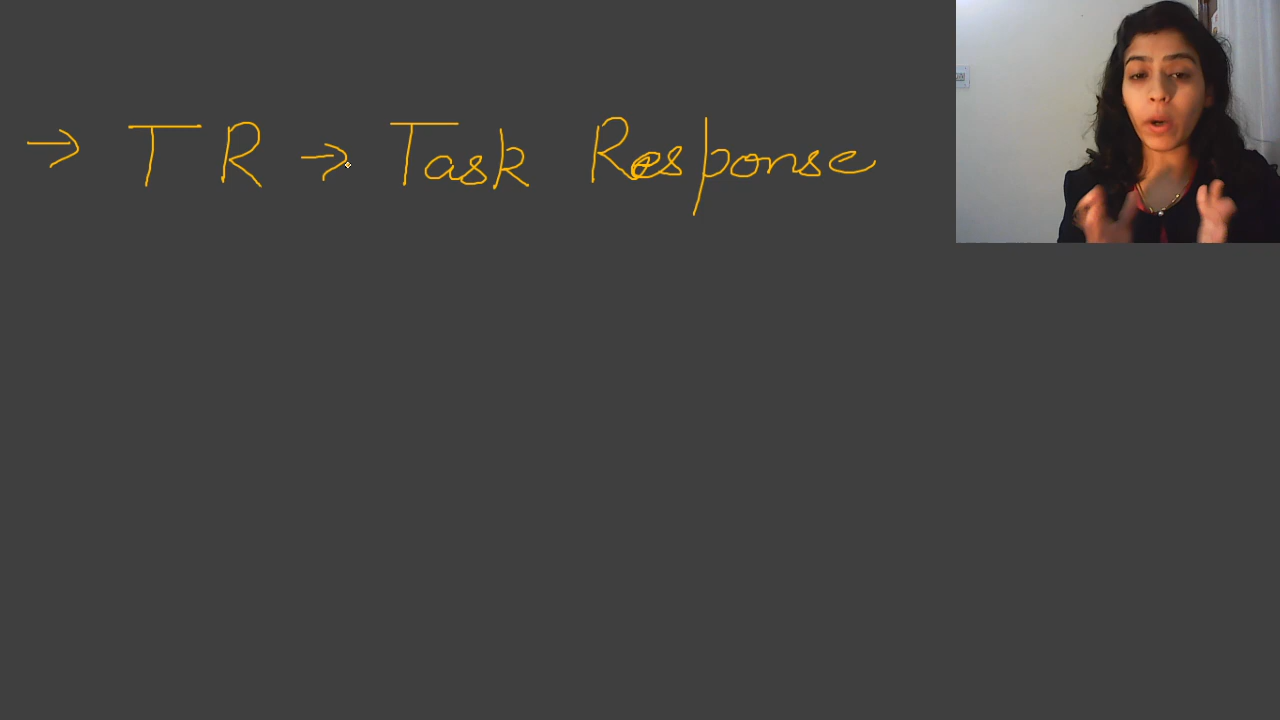 → TR → Task Response